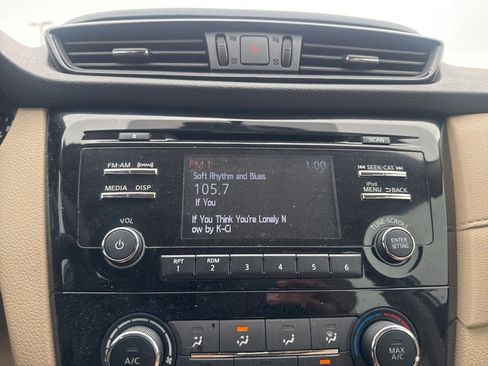 SCAN
FM-AM
MEDIA DISP
VOL
FM 1 1:00
Soft Rhythm and Blues
105.7
If You
If You Think You're Lonely N
ow by K-Ci
SEEK-CAT
iPod
MENU BACK
TUNE-SCROLL
ENTER
SETTING
RPT RDM
1 2 3 4 5 6
A/C
MAX
A/C